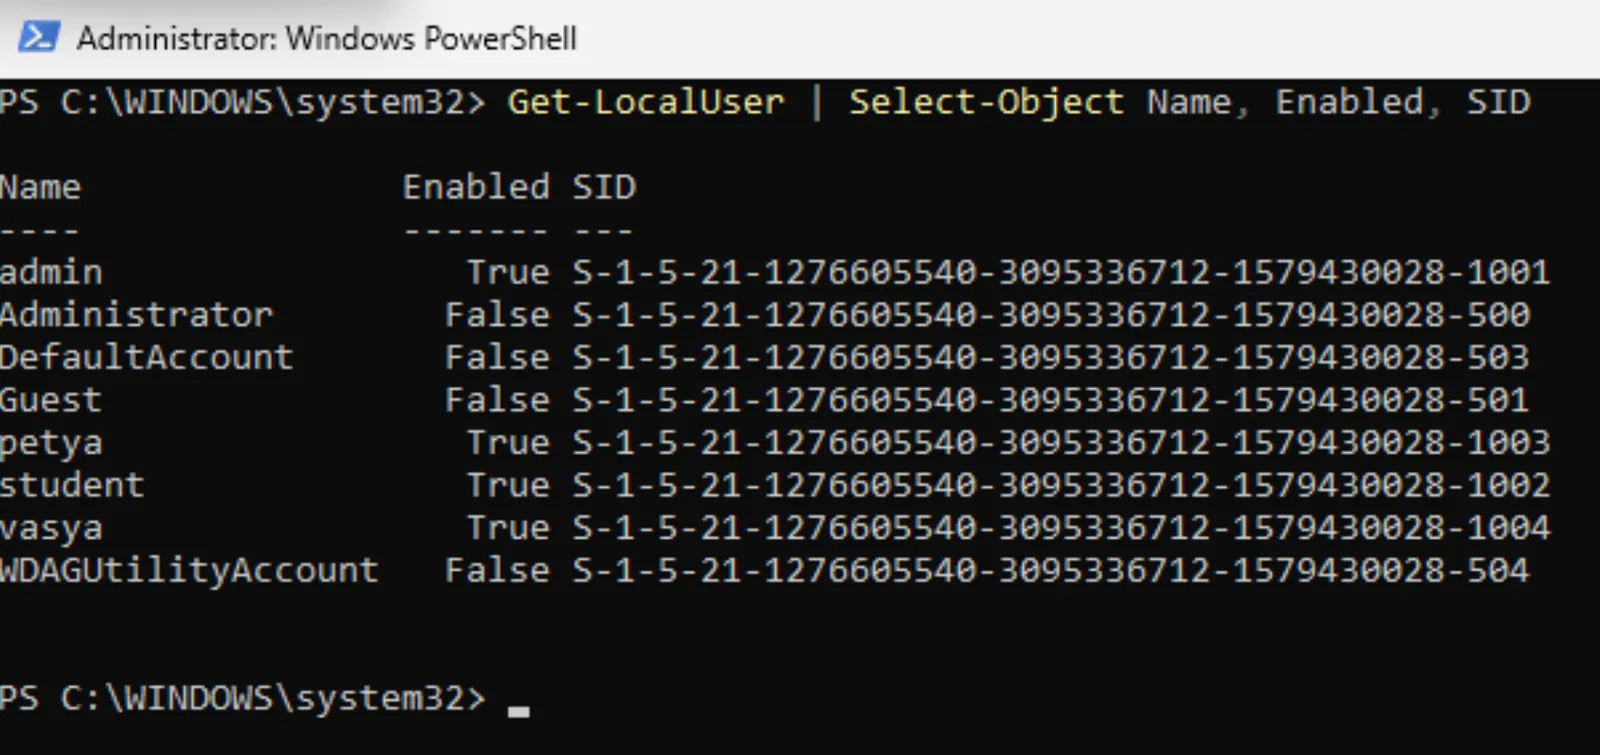 Administrator: Windows PowerShell
PS C:\WINDOWS\system32> Get-LocalUser | Select-Object Name, Enabled, SID
Name Enabled SID
---- ------- ---
admin True S-1-5-21-1276605540-3095336712-1579430028-1001
Administrator False S-1-5-21-1276605540-3095336712-1579430028-500
DefaultAccount False S-1-5-21-1276605540-3095336712-1579430028-503
Guest False S-1-5-21-1276605540-3095336712-1579430028-501
petya True S-1-5-21-1276605540-3095336712-1579430028-1003
student True S-1-5-21-1276605540-3095336712-1579430028-1002
vasya True S-1-5-21-1276605540-3095336712-1579430028-1004
WDAGUtilityAccount False S-1-5-21-1276605540-3095336712-1579430028-504
PS C:\WINDOWS\system32>